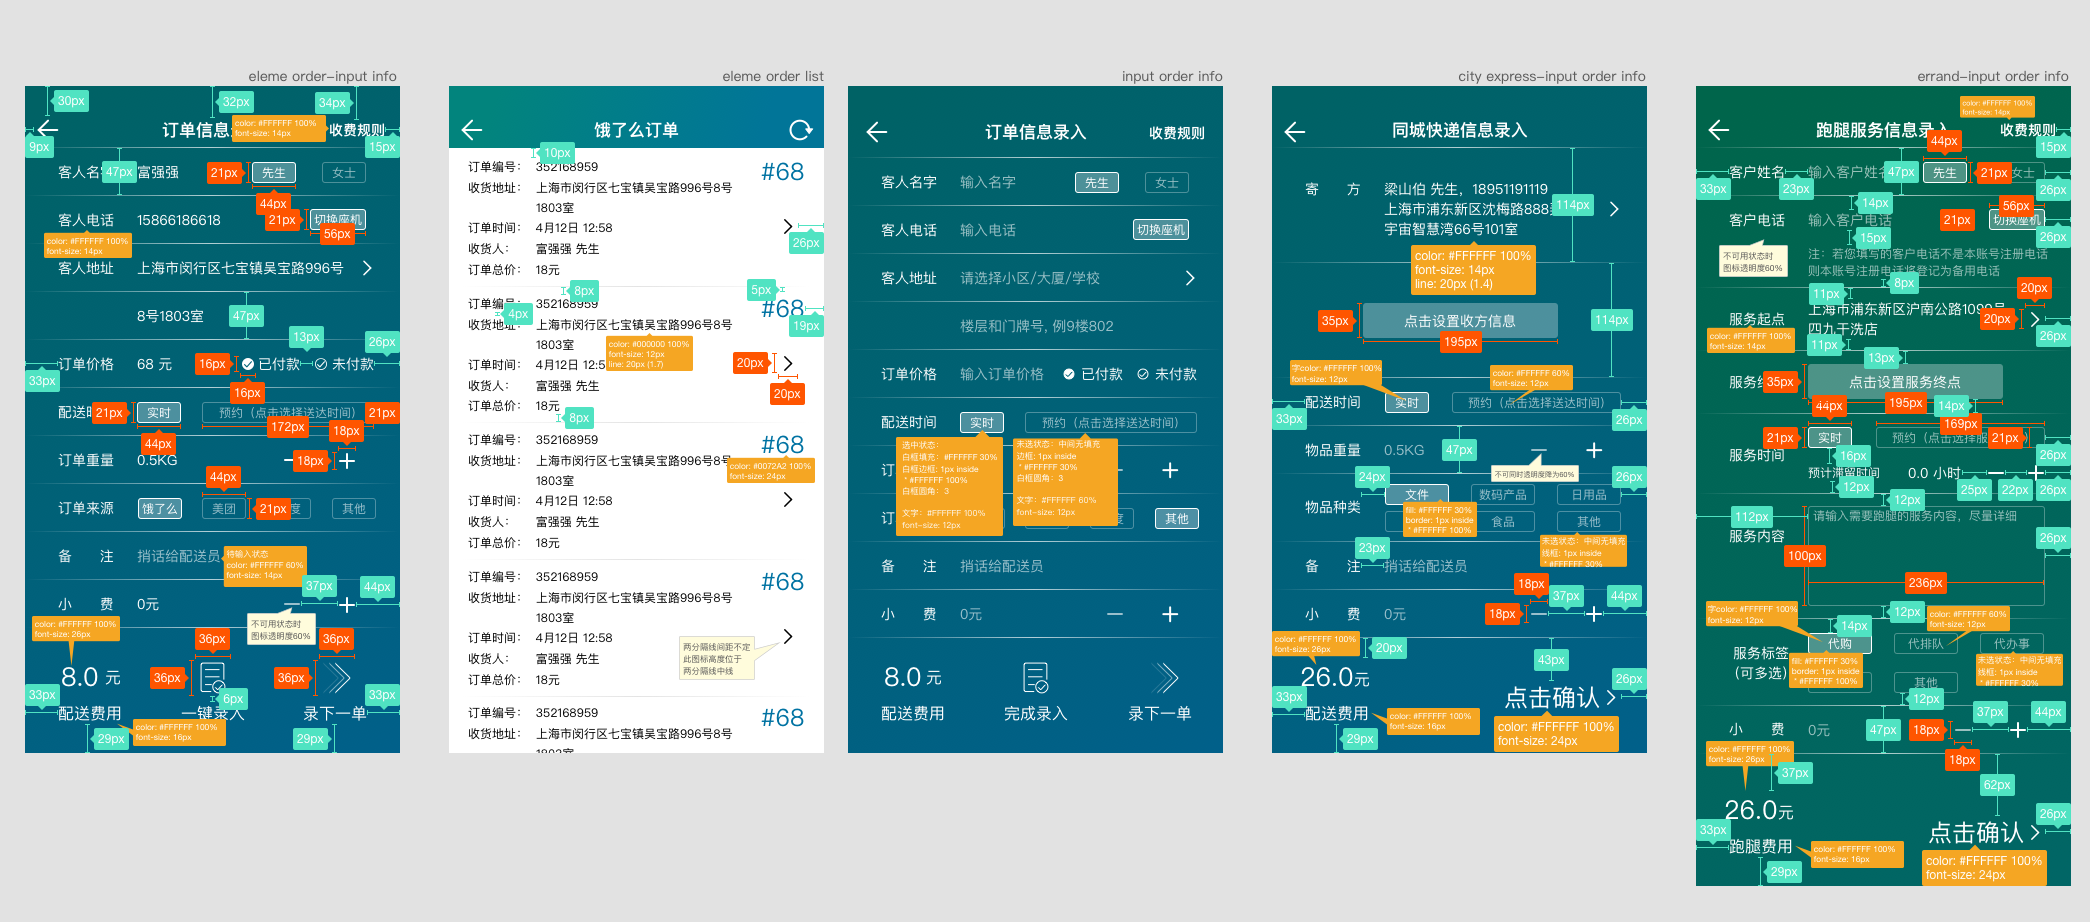 eleme order-input info
30px
32px
34px
color: #FFFFFF 100%
font-size: 14px
订单信息
收费规则
9px
15px
客人名
47px
富强强
21px
先生
女士
44px
客人电话
15866186618
21px
切换座机
56px
color: #FFFFFF 100%
font-size: 14px
客人地址
上海市闵行区七宝镇吴宝路996号
8号1803室
47px
13px
26px
订单价格
68 元
16px
已付款
未付款
33px
16px
配送
21px
实时
预约（点击选择送达时间）
21px
172px
18px
44px
订单重量
0.5KG
18px
44px
订单来源
饿了么
美团
21px
度
其他
备 注
捎话给配送员
待输入状态
color: #FFFFFF 60%
font-size: 14px
37px
44px
小 费
0元
不可用状态时
图标透明度60%
color: #FFFFFF 100%
font-size: 26px
36px
36px
8.0 元
36px
36px
33px
6px
33px
配送费用
一键录入
录下一单
color: #FFFFFF 100%
font-size: 16px
29px
29px
eleme order list
饿了么订单
10px
订单编号：
352168959
#68
收货地址：
上海市闵行区七宝镇吴宝路996号8号
1803室
订单时间：
4月12日 12:58
26px
收货人：
富强强 先生
订单总价：
18元
8px
5px
订单编号：
352168959
#68
4px
19px
收货地址
上海市闵行区七宝镇吴宝路996号8号
1803室
color: #000000 100%
font-size: 12px
line: 20px (1.7)
订单时间：
4月12日 12:5
20px
收货人：
富强强 先生
20px
订单总价：
18元
8px
订单编号：
352168959
#68
收货地址：
上海市闵行区七宝镇吴宝路996号8号
color: #0072A2 100%
font-size: 24px
1803室
订单时间：
4月12日 12:58
收货人：
富强强 先生
订单总价：
18元
订单编号：
352168959
#68
收货地址：
上海市闵行区七宝镇吴宝路996号8号
1803室
订单时间：
4月12日 12:58
两分隔线间距不定
此图标高度位于
两分隔线中线
收货人：
富强强 先生
订单总价：
18元
订单编号：
352168959
#68
收货地址：
上海市闵行区七宝镇吴宝路996号8号
1803室
input order info
订单信息录入
收费规则
客人名字
输入名字
先生
女士
客人电话
输入电话
切换座机
客人地址
请选择小区/大厦/学校
楼层和门牌号, 例9楼802
订单价格
输入订单价格
已付款
未付款
配送时间
实时
预约（点击选择送达时间）
选中状态：
白框填充：#FFFFFF 30%
白框边框: 1px inside
* #FFFFFF 100%
白框圆角：3
文字：#FFFFFF 100%
font-size: 12px
未选状态：中间无填充
边框: 1px inside
* #FFFFFF 30%
白框圆角：3
文字：#FFFFFF 60%
font-size: 12px
订
订
度
其他
备 注
捎话给配送员
小 费
0元
8.0 元
配送费用
完成录入
录下一单
city express-input order info
同城快递信息录入
寄 方
梁山伯 先生，18951191119
上海市浦东新区沈梅路888
114px
宇宙智慧湾66号101室
color: #FFFFFF 100%
font-size: 14px
line: 20px (1.4)
35px
点击设置收方信息
114px
195px
字color: #FFFFFF 100%
font-size: 12px
color: #FFFFFF 60%
font-size: 12px
配送时间
实时
预约（点击选择送达时间）
33px
26px
物品重量
0.5KG
47px
不可同时透明度降为60%
24px
26px
文件
数码产品
日用品
物品种类
填: #FFFFFF 30%
border: 1px inside
* #FFFFFF 100%
食品
其他
23px
未选状态：中间无填充
线框: 1px inside
* #FFFFFF 30%
备 注
捎话给配送员
18px
37px
44px
小 费
0元
18px
color: #FFFFFF 100%
font-size: 26px
20px
43px
26.0元
26px
33px
点击确认
配送费用
color: #FFFFFF 100%
font-size: 16px
color: #FFFFFF 100%
font-size: 24px
29px
errand-input order info
color: #FFFFFF 100%
font-size: 14px
跑腿服务信息录入
收费规则
44px
15px
客户姓名
输入客户姓名
47px
先生
21px
女士
33px
23px
26px
14px
56px
客户电话
输入客户电话
21px
切换座机
15px
26px
不可用状态时
图标透明度60%
注：若您填写的客户电话不是本账号注册电话
则本账号注册电话将登记为备用电话
8px
11px
20px
上海市浦东新区沪南公路1099号
服务起点
20px
四九干洗店
color: #FFFFFF 100%
font-size: 14px
11px
26px
13px
服务终
35px
点击设置服务终点
44px
195px
14px
169px
21px
实时
预约（点击选择服
21px
服务时间
16px
26px
预计滞留时间
0.0 小时
12px
12px
25px
22px
26px
112px
请输入需要跑腿的服务内容，尽量详细
服务内容
26px
100px
236px
字color: #FFFFFF 100%
font-size: 12px
12px
color: #FFFFFF 60%
font-size: 12px
14px
代购
代排队
代办事
服务标签
(可多选)
填: #FFFFFF 30%
border: 1px inside
* #FFFFFF 100%
未选状态：中间无填充
线框: 1px inside
* #FFFFFF 30%
其他
12px
37px
44px
小 费
0元
47px
18px
color: #FFFFFF 100%
font-size: 26px
18px
37px
62px
26.0元
26px
33px
点击确认
跑腿费用
color: #FFFFFF 100%
font-size: 16px
color: #FFFFFF 100%
font-size: 24px
29px